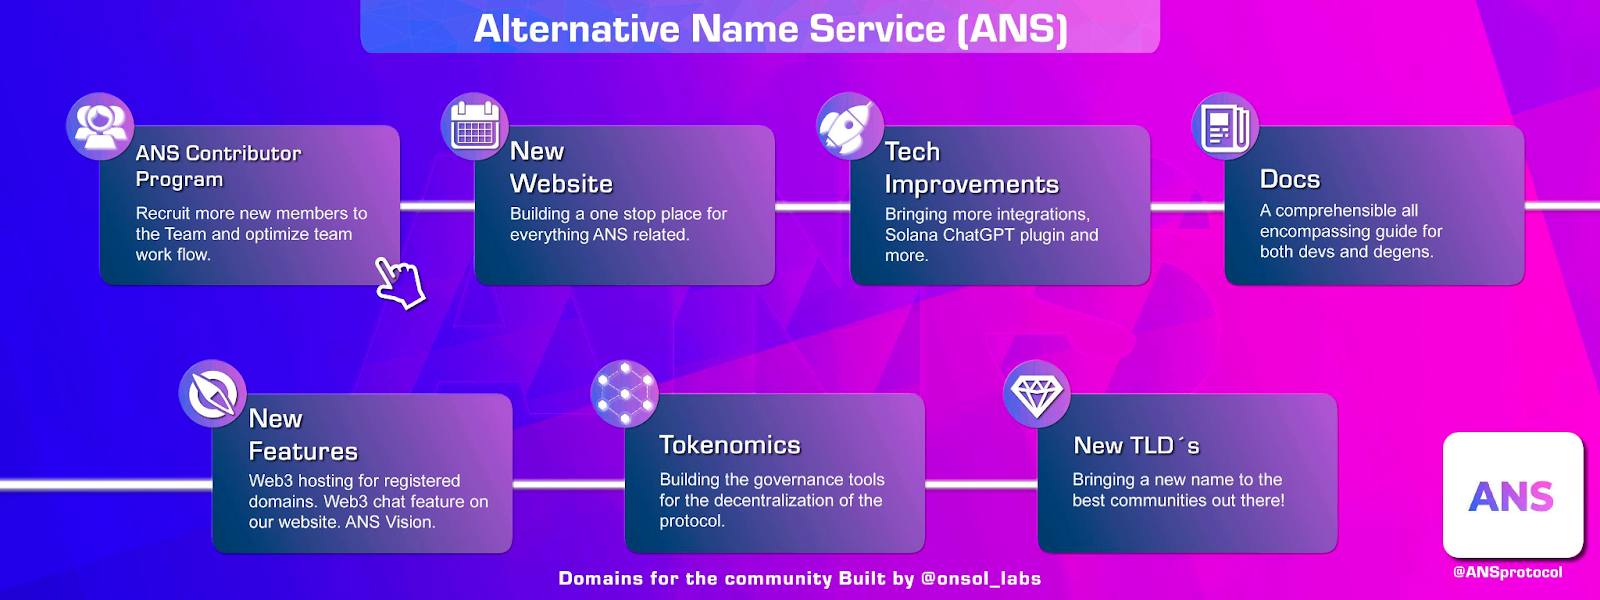 Alternative Name Service (ANS)
ANS Contributor
Program
Recruit more new members to
the Team and optimize team
work flow.
New
Website
Building a one stop place for
everything ANS related.
Tech
Improvements
Bringing more integrations,
Solana ChatGPT plugin and
more.
Docs
A comprehensible all
encompassing guide for
both devs and degens.
New
Features
Web3 hosting for registered
domains. Web3 chat feature on
our website. ANS Vision.
Tokenomics
Building the governance tools
for the decentralization of the
protocol.
New TLD´s
Bringing a new name to the
best communities out there!
ANS
@ANSprotocol
Domains for the community Built by @onsol_labs